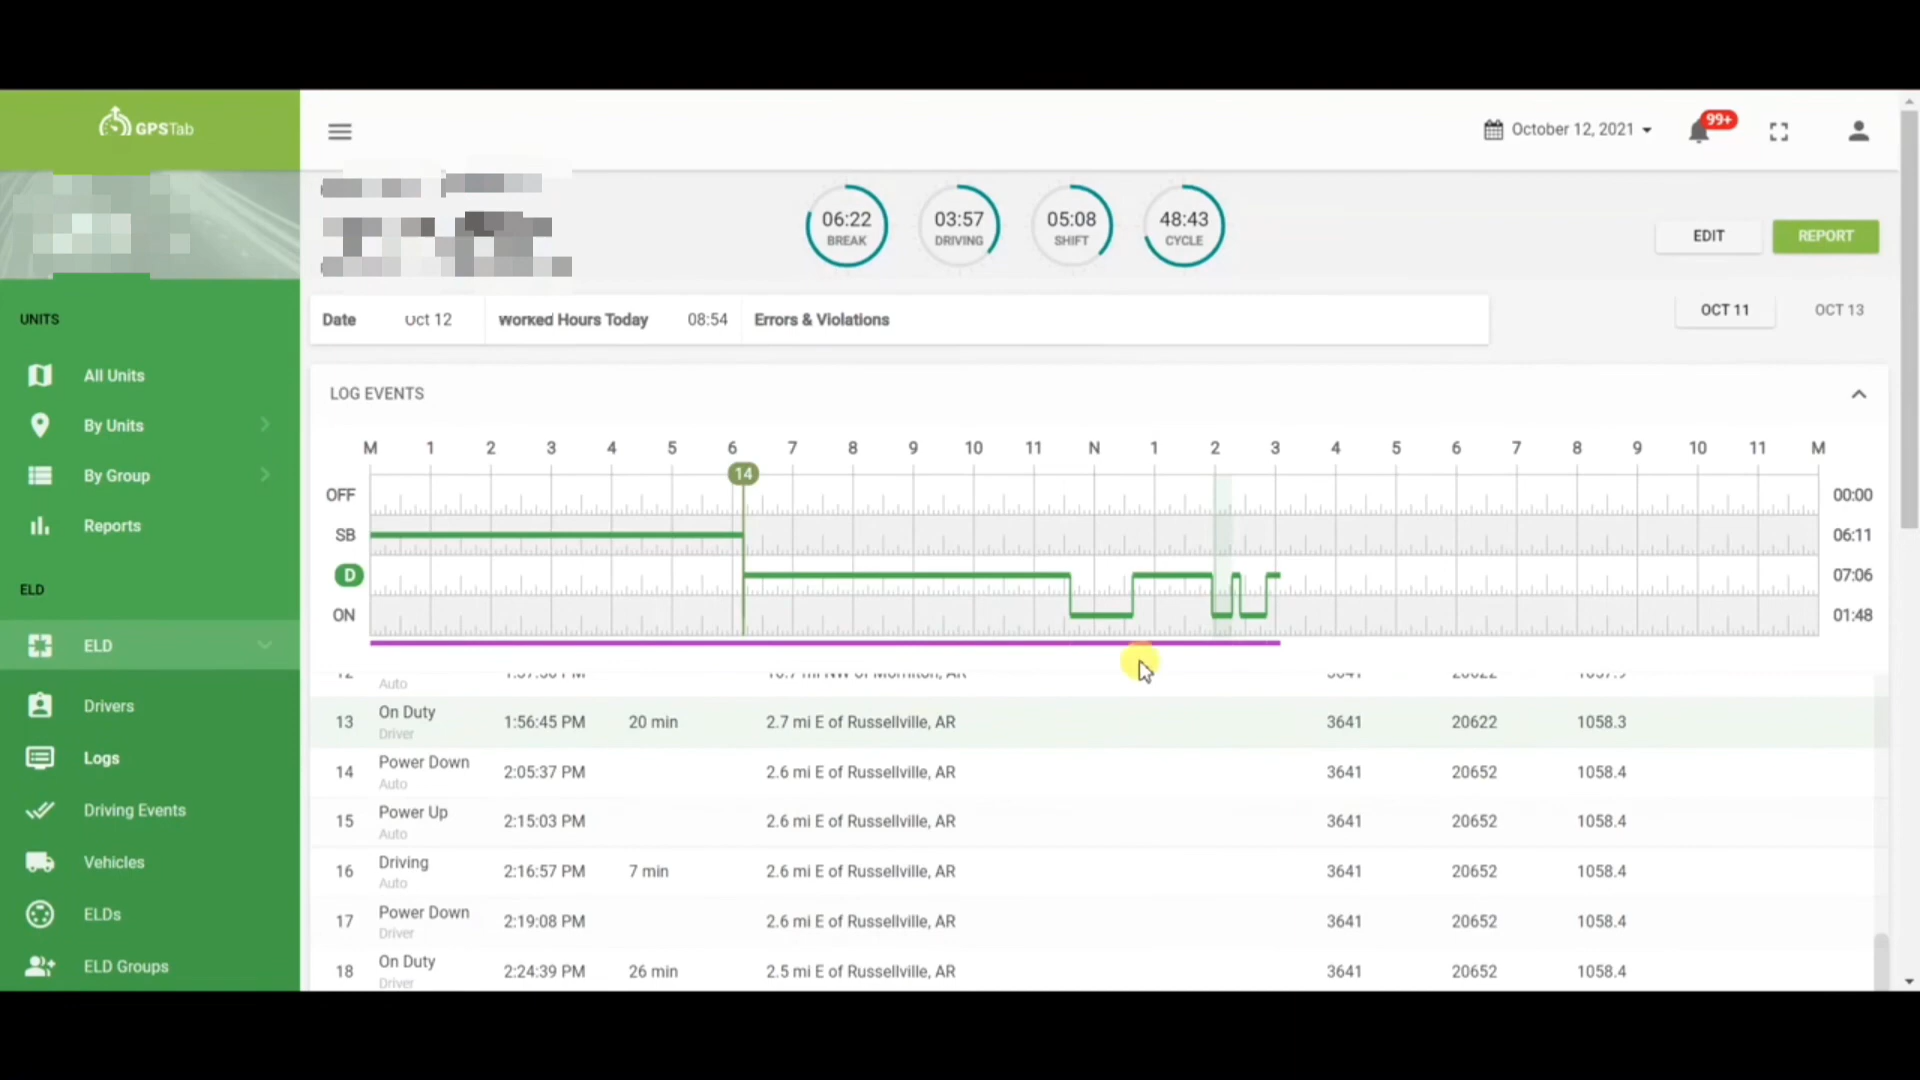 GPSTab
October 12, 2021
99+
06:22 BREAK
03:57 DRIVING
05:08 SHIFT
48:43 CYCLE
EDIT
REPORT
UNITS
All Units
By Units
By Group
Reports
ELD
ELD
Drivers
Logs
Driving Events
Vehicles
ELDs
ELD Groups
Date Oct 12 Worked Hours Today 08:54 Errors & Violations
OCT 11 OCT 13
LOG EVENTS
M 1 2 3 4 5 6 7 8 9 10 11 N 1 2 3 4 5 6 7 8 9 10 11 M
14
OFF 00:00
SB 06:11
D 07:06
ON 01:48
Auto
13 On Duty 1:56:45 PM 20 min 2.7 mi E of Russellville, AR 3641 20622 1058.3
Driver
14 Power Down 2:05:37 PM 2.6 mi E of Russellville, AR 3641 20652 1058.4
Auto
15 Power Up 2:15:03 PM 2.6 mi E of Russellville, AR 3641 20652 1058.4
Auto
16 Driving 2:16:57 PM 7 min 2.6 mi E of Russellville, AR 3641 20652 1058.4
Auto
17 Power Down 2:19:08 PM 2.6 mi E of Russellville, AR 3641 20652 1058.4
Driver
18 On Duty 2:24:39 PM 26 min 2.5 mi E of Russellville, AR 3641 20652 1058.4
Driver